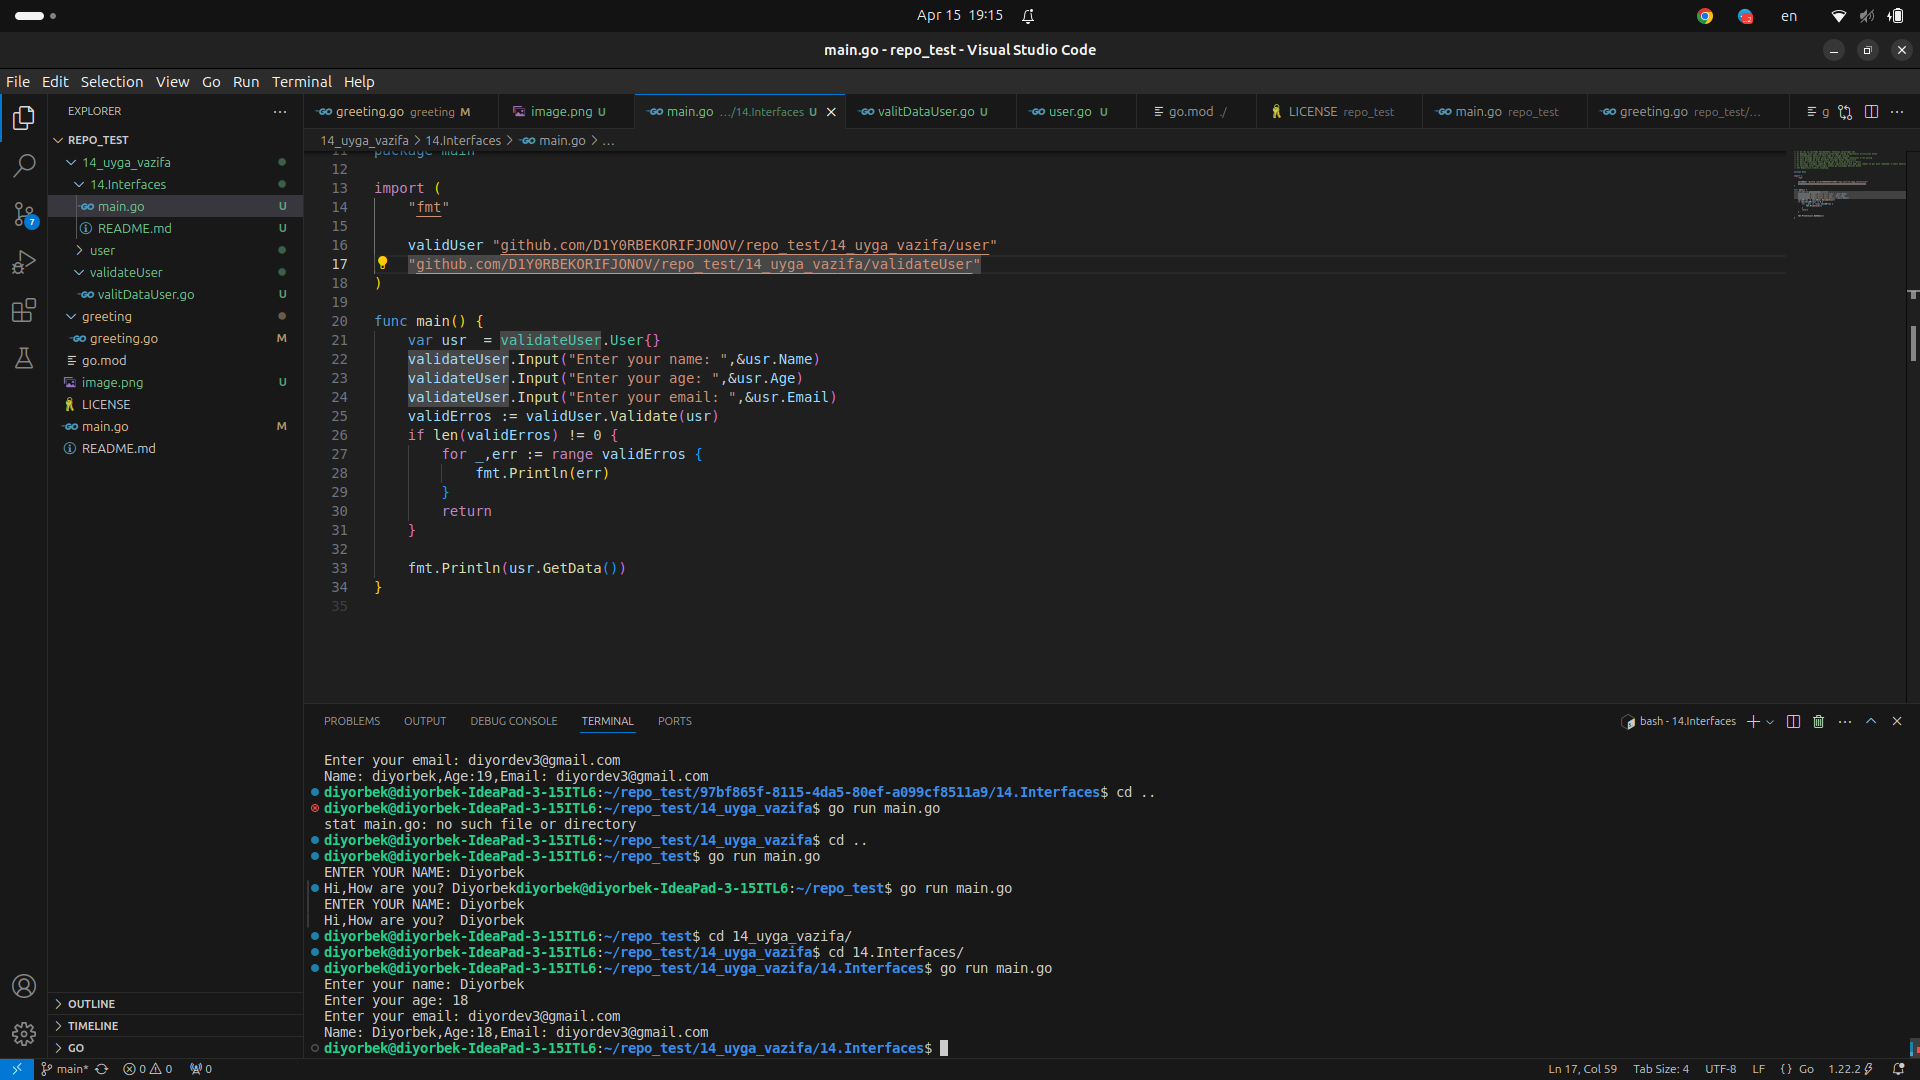 Apr 15 19:15
en
main.go - repo_test - Visual Studio Code
File Edit Selection View Go Run Terminal Help
EXPLORER
greeting.go greeting M
image.png U
main.go .../14.Interfaces U
valitDataUser.go U
user.go U
go.mod ./
LICENSE repo_test
main.go repo_test
greeting.go repo_test/...
g
14_uyga_vazifa > 14.Interfaces > main.go > ...
REPO_TEST
14_uyga_vazifa
14.Interfaces
main.go U
README.md U
user
validateUser
valitDataUser.go U
greeting
greeting.go M
go.mod
image.png U
LICENSE
main.go M
README.md
OUTLINE
TIMELINE
GO
11 package main
12
13 import (
14 "fmt"
15
16 validUser "github.com/D1Y0RBEKORIFJONOV/repo_test/14_uyga_vazifa/user"
17 "github.com/D1Y0RBEKORIFJONOV/repo_test/14_uyga_vazifa/validateUser"
18 )
19
20 func main() {
21 var usr  = validateUser.User{}
22 validateUser.Input("Enter your name: ",&usr.Name)
23 validateUser.Input("Enter your age: ",&usr.Age)
24 validateUser.Input("Enter your email: ",&usr.Email)
25 validErros := validUser.Validate(usr)
26 if len(validErros) != 0 {
27 for _,err := range validErros {
28 fmt.Println(err)
29 }
30 return
31 }
32
33 fmt.Println(usr.GetData())
34 }
35
PROBLEMS OUTPUT DEBUG CONSOLE TERMINAL PORTS
bash - 14.Interfaces
Enter your email: diyordev3@gmail.com
Name: diyorbek,Age:19,Email: diyordev3@gmail.com
diyorbek@diyorbek-IdeaPad-3-15ITL6:~/repo_test/97bf865f-8115-4da5-80ef-a099cf8511a9/14.Interfaces$ cd ..
diyorbek@diyorbek-IdeaPad-3-15ITL6:~/repo_test/14_uyga_vazifa$ go run main.go
stat main.go: no such file or directory
diyorbek@diyorbek-IdeaPad-3-15ITL6:~/repo_test/14_uyga_vazifa$ cd ..
diyorbek@diyorbek-IdeaPad-3-15ITL6:~/repo_test$ go run main.go
ENTER YOUR NAME: Diyorbek
Hi,How are you? Diyorbekdiyorbek@diyorbek-IdeaPad-3-15ITL6:~/repo_test$ go run main.go
ENTER YOUR NAME: Diyorbek
Hi,How are you?  Diyorbek
diyorbek@diyorbek-IdeaPad-3-15ITL6:~/repo_test$ cd 14_uyga_vazifa/
diyorbek@diyorbek-IdeaPad-3-15ITL6:~/repo_test/14_uyga_vazifa$ cd 14.Interfaces/
diyorbek@diyorbek-IdeaPad-3-15ITL6:~/repo_test/14_uyga_vazifa/14.Interfaces$ go run main.go
Enter your name: Diyorbek
Enter your age: 18
Enter your email: diyordev3@gmail.com
Name: Diyorbek,Age:18,Email: diyordev3@gmail.com
diyorbek@diyorbek-IdeaPad-3-15ITL6:~/repo_test/14_uyga_vazifa/14.Interfaces$
7
main* 0 0 0
Ln 17, Col 59 Tab Size: 4 UTF-8 LF {} Go 1.22.2